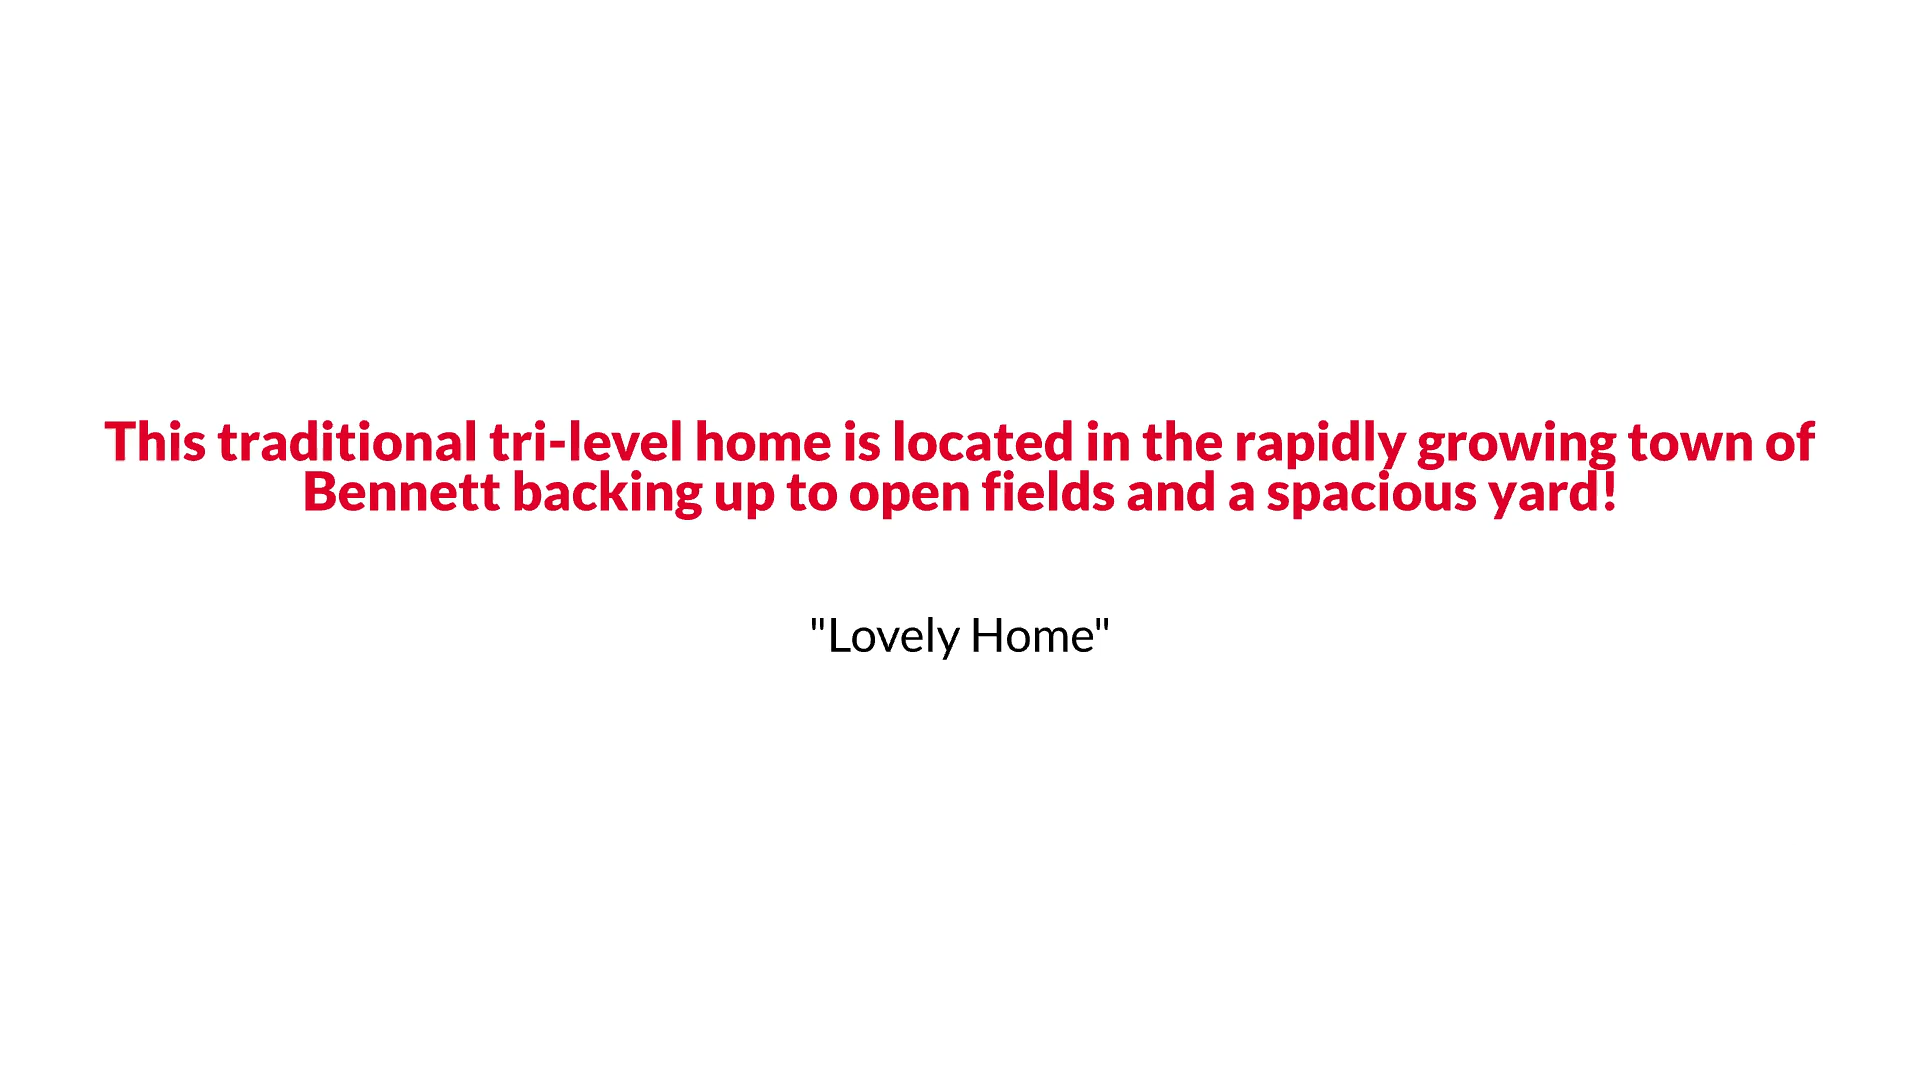 This traditional tri-level home is located in the rapidly growing town of
Bennett backing up to open fields and a spacious yard!
"Lovely Home"